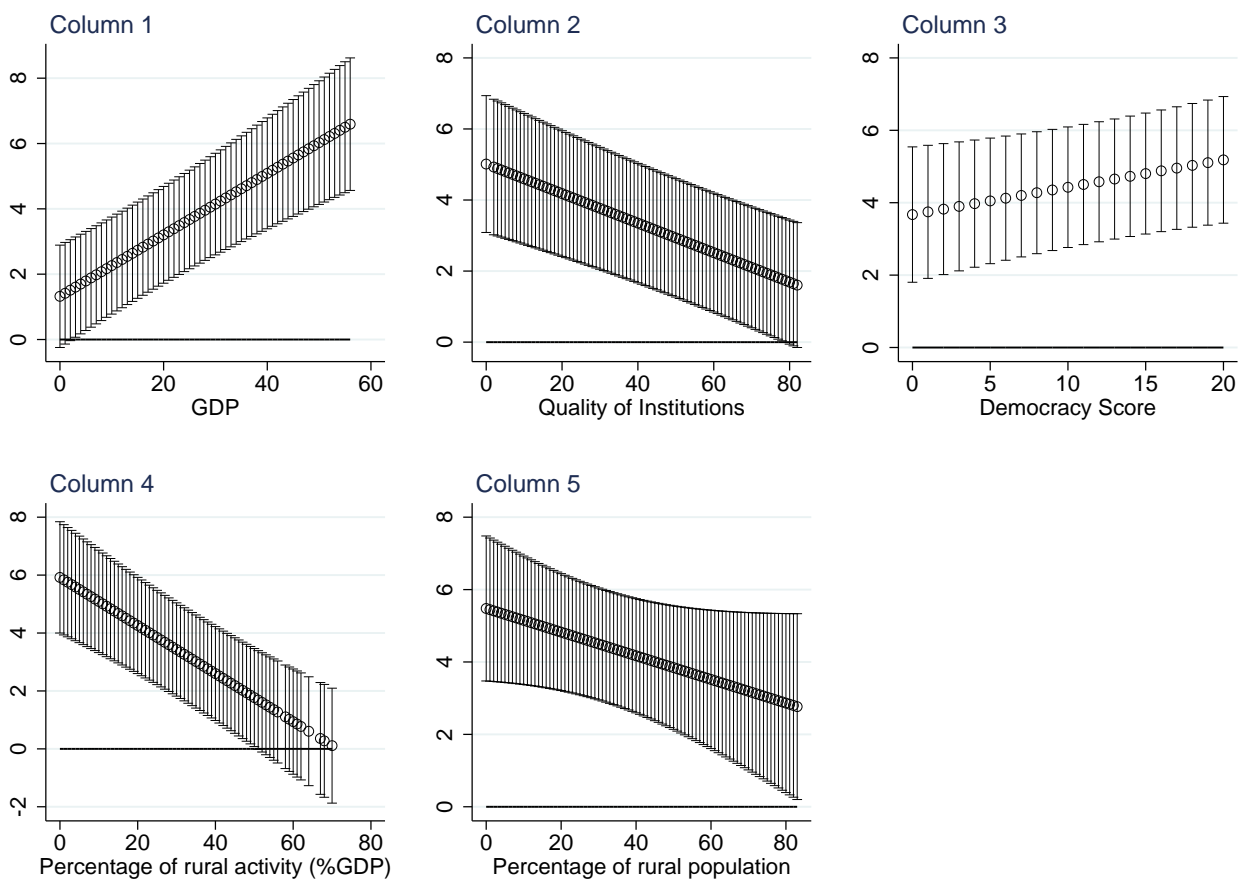 Column 1
8
6
4
2
0
0 20 40 60
GDP
Column 2
8
6
4
2
0
0 20 40 60 80
Quality of Institutions
Column 3
8
6
4
2
0
0 5 10 15 20
Democracy Score
Column 4
8
6
4
2
0
-2
0 20 40 60 80
Percentage of rural activity (%GDP)
Column 5
8
6
4
2
0
0 20 40 60 80
Percentage of rural population